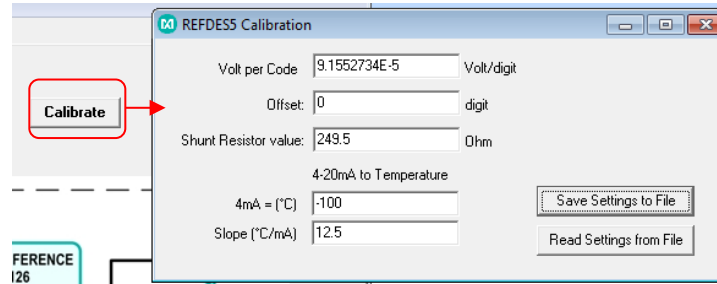 REFDES5 Calibration
Calibrate
Volt per Code 9.1552734E-5 Volt/digit
Offset: 0 digit
Shunt Resistor value: 249.5 Ohm
4-20mA to Temperature
4mA = (°C) -100
Save Settings to File
Slope (°C/mA) 12.5
Read Settings from File
FERENCE
126